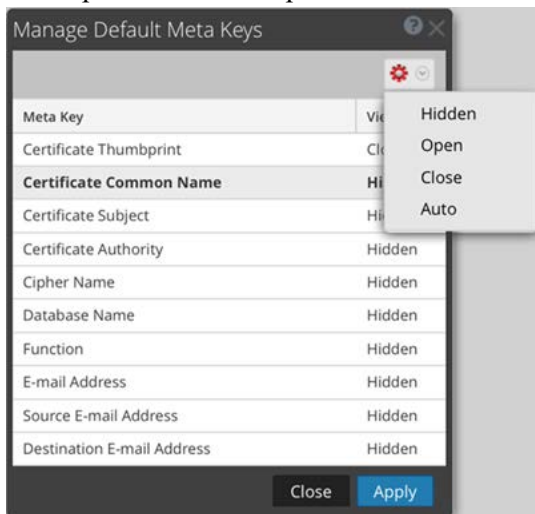 Manage Default Meta Keys
Meta Key
Hidden
Certificate Thumbprint
Open
Certificate Common Name
Close
Certificate Subject
Auto
Certificate Authority Hidden
Cipher Name Hidden
Database Name Hidden
Function Hidden
E-mail Address Hidden
Source E-mail Address Hidden
Destination E-mail Address Hidden
Close Apply